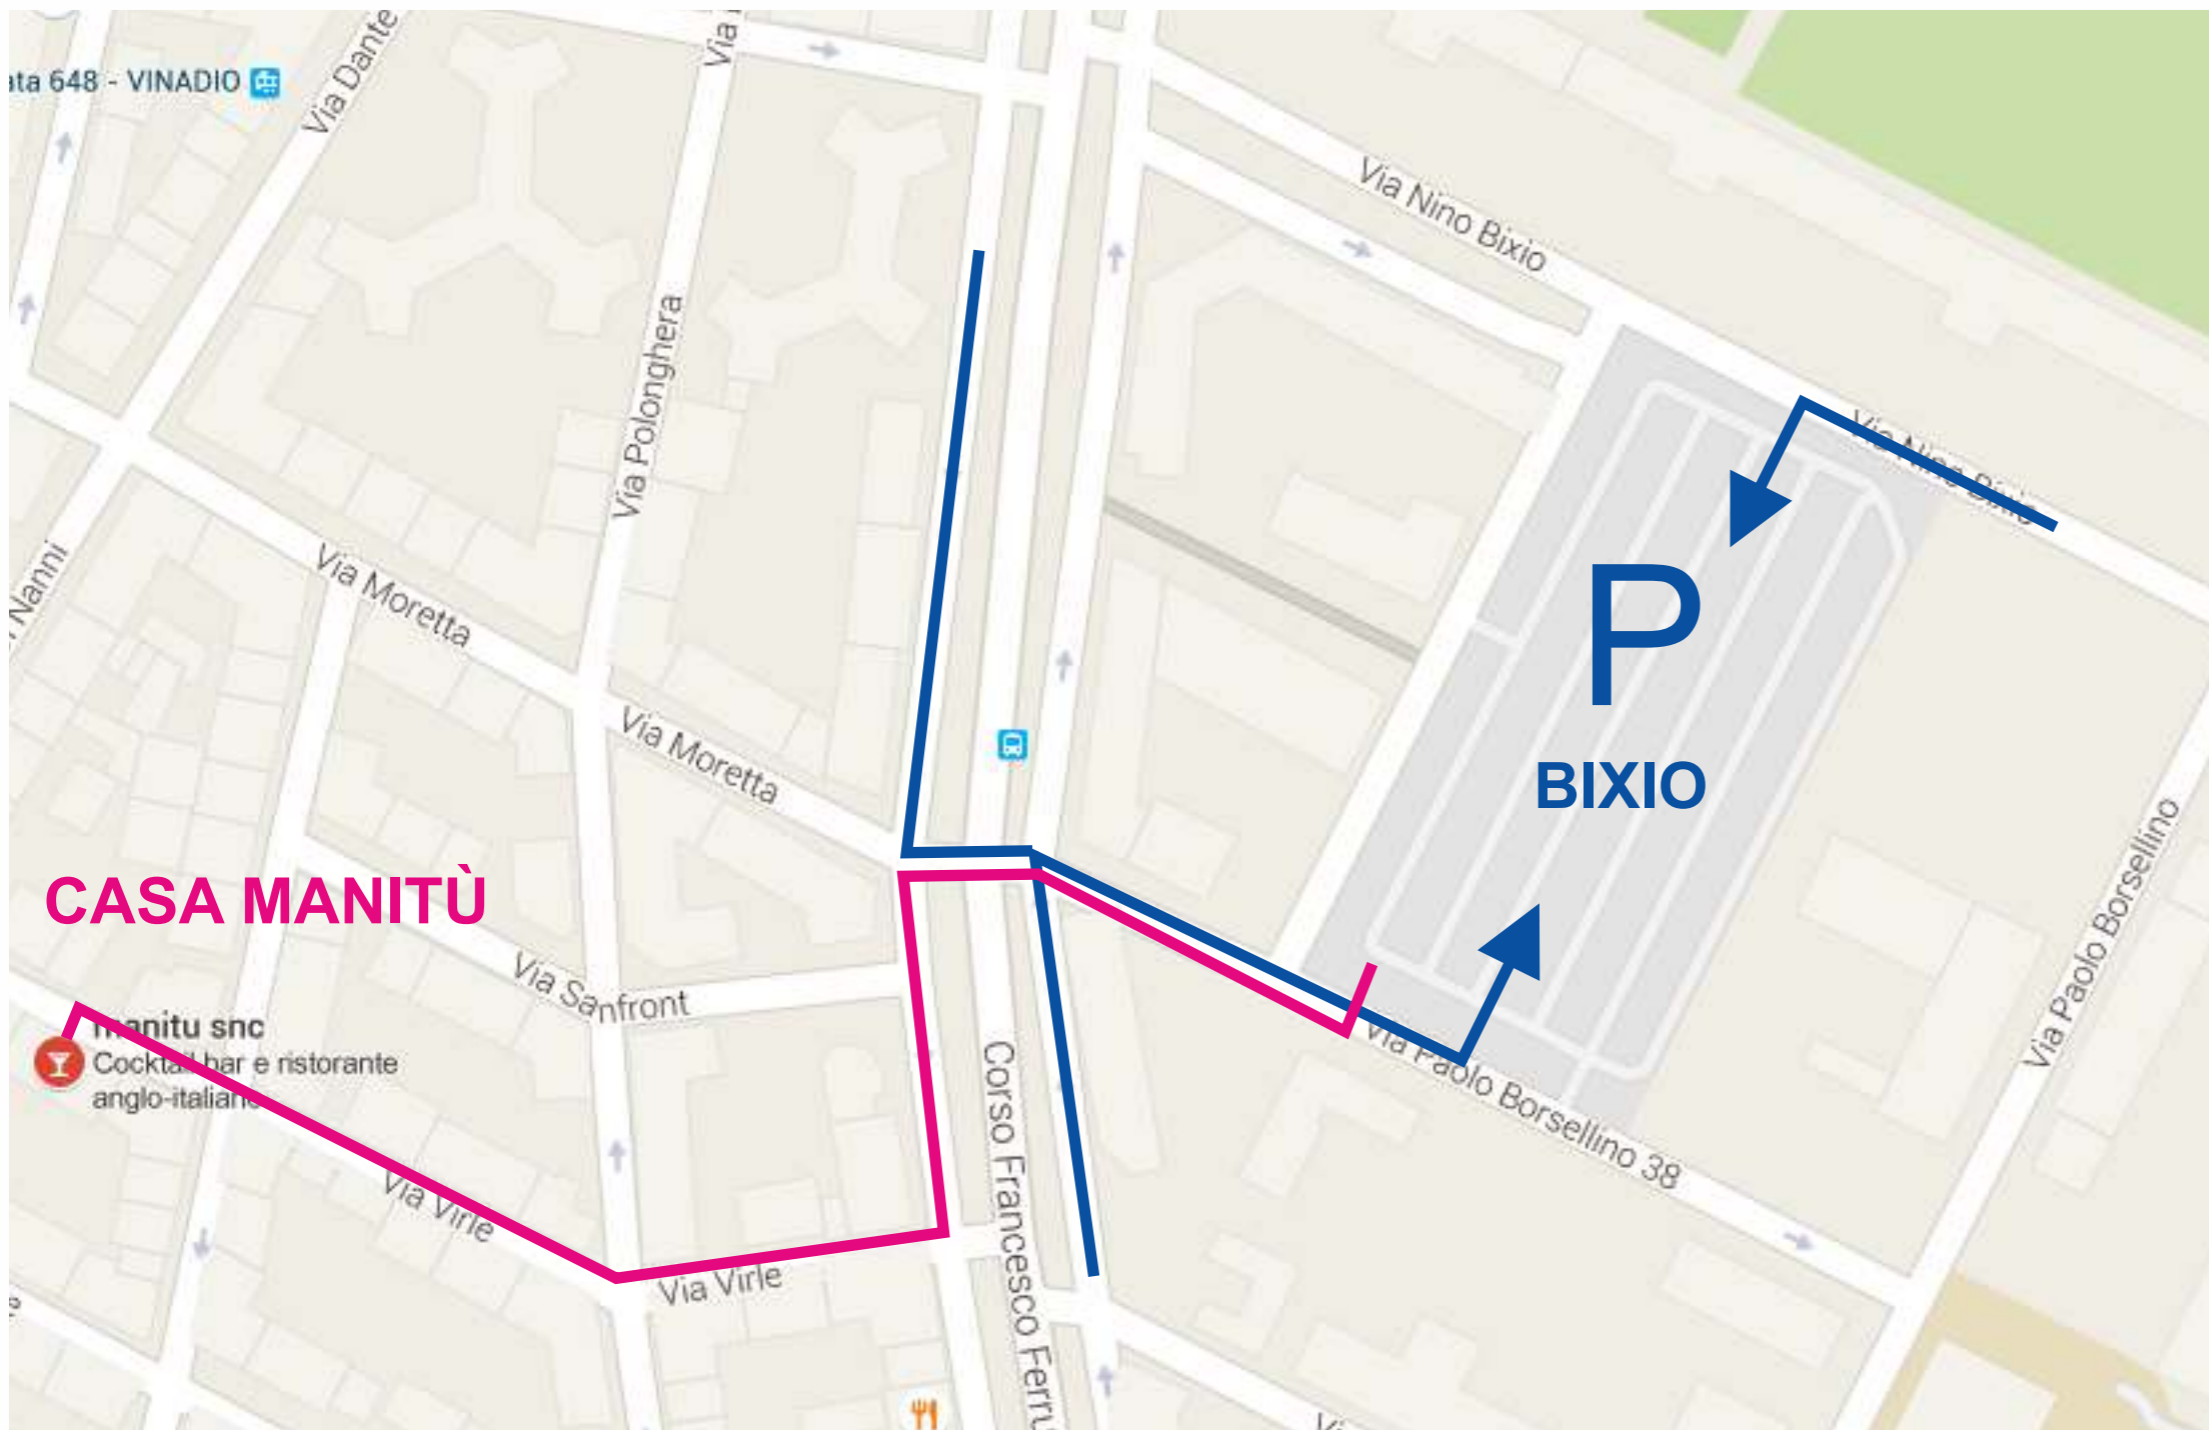 Via Dante
ata 648 - VINADIO
Via Nino Bixio
Via Polonghera
Via Nino Bixio
Nanni
Via Moretta
P
BIXIO
Via Moretta
Via Paolo Borsellino
CASA MANITÙ
Via Sanfront
manitu snc
Cocktail bar e ristorante
anglo-italiano
Via Paolo Borsellino 38
Corso Francesco Ferru
Via Virle
Via Virle